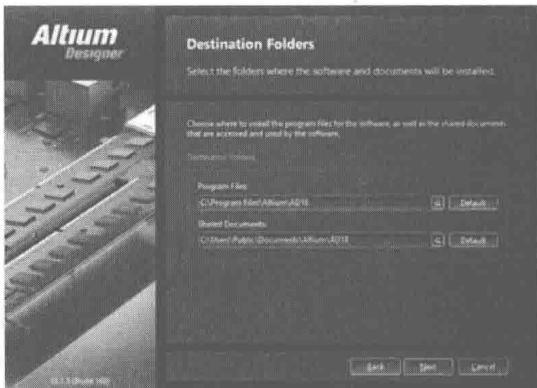 Altium
Designer
Destination Folders
Select the folders where the software and documents will be installed.
Choose where to install the program files for the software, as well as the shared documents
that are accessed and used by the software.
Destination Folders
Program Files:
C:\Program Files\Altium\AD18
Default
Shared Documents:
C:\Users\Public\Documents\Altium\AD18
Default
Back
Next
Cancel